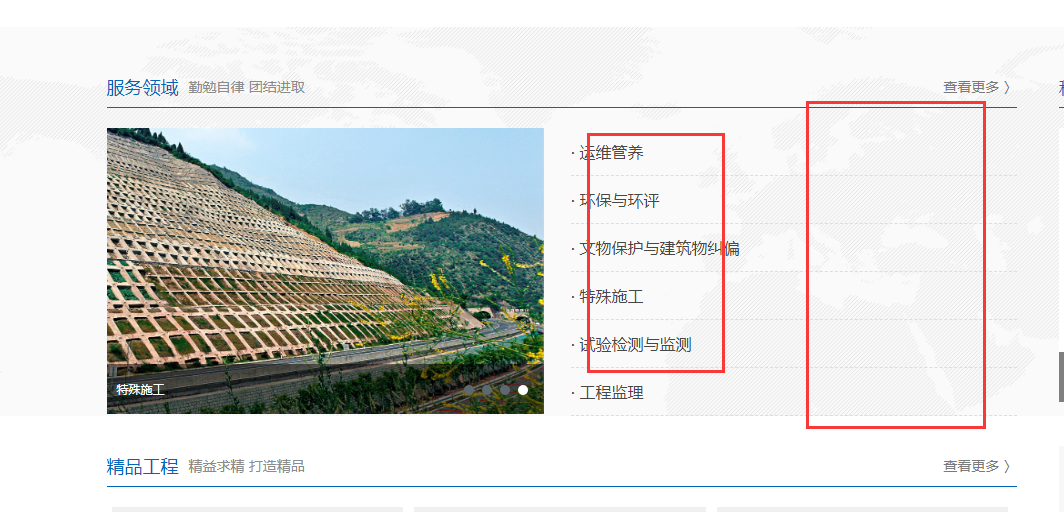 服务领域 勤勉自律 团结进取 查看更多 〉
· 运维管养
· 环保与环评
· 文物保护与建筑物纠偏
· 特殊施工
· 试验检测与监测
· 工程监理
特殊施工
精品工程 精益求精 打造精品 查看更多 〉